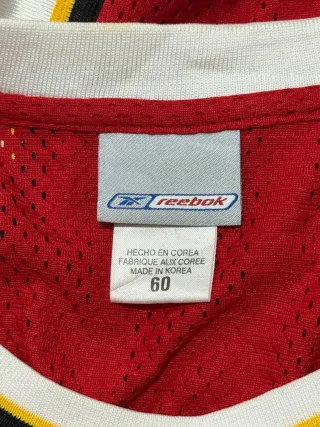 reebok
HECHO EN COREA
FABRIQUE AUX COREE
MADE IN KOREA
60